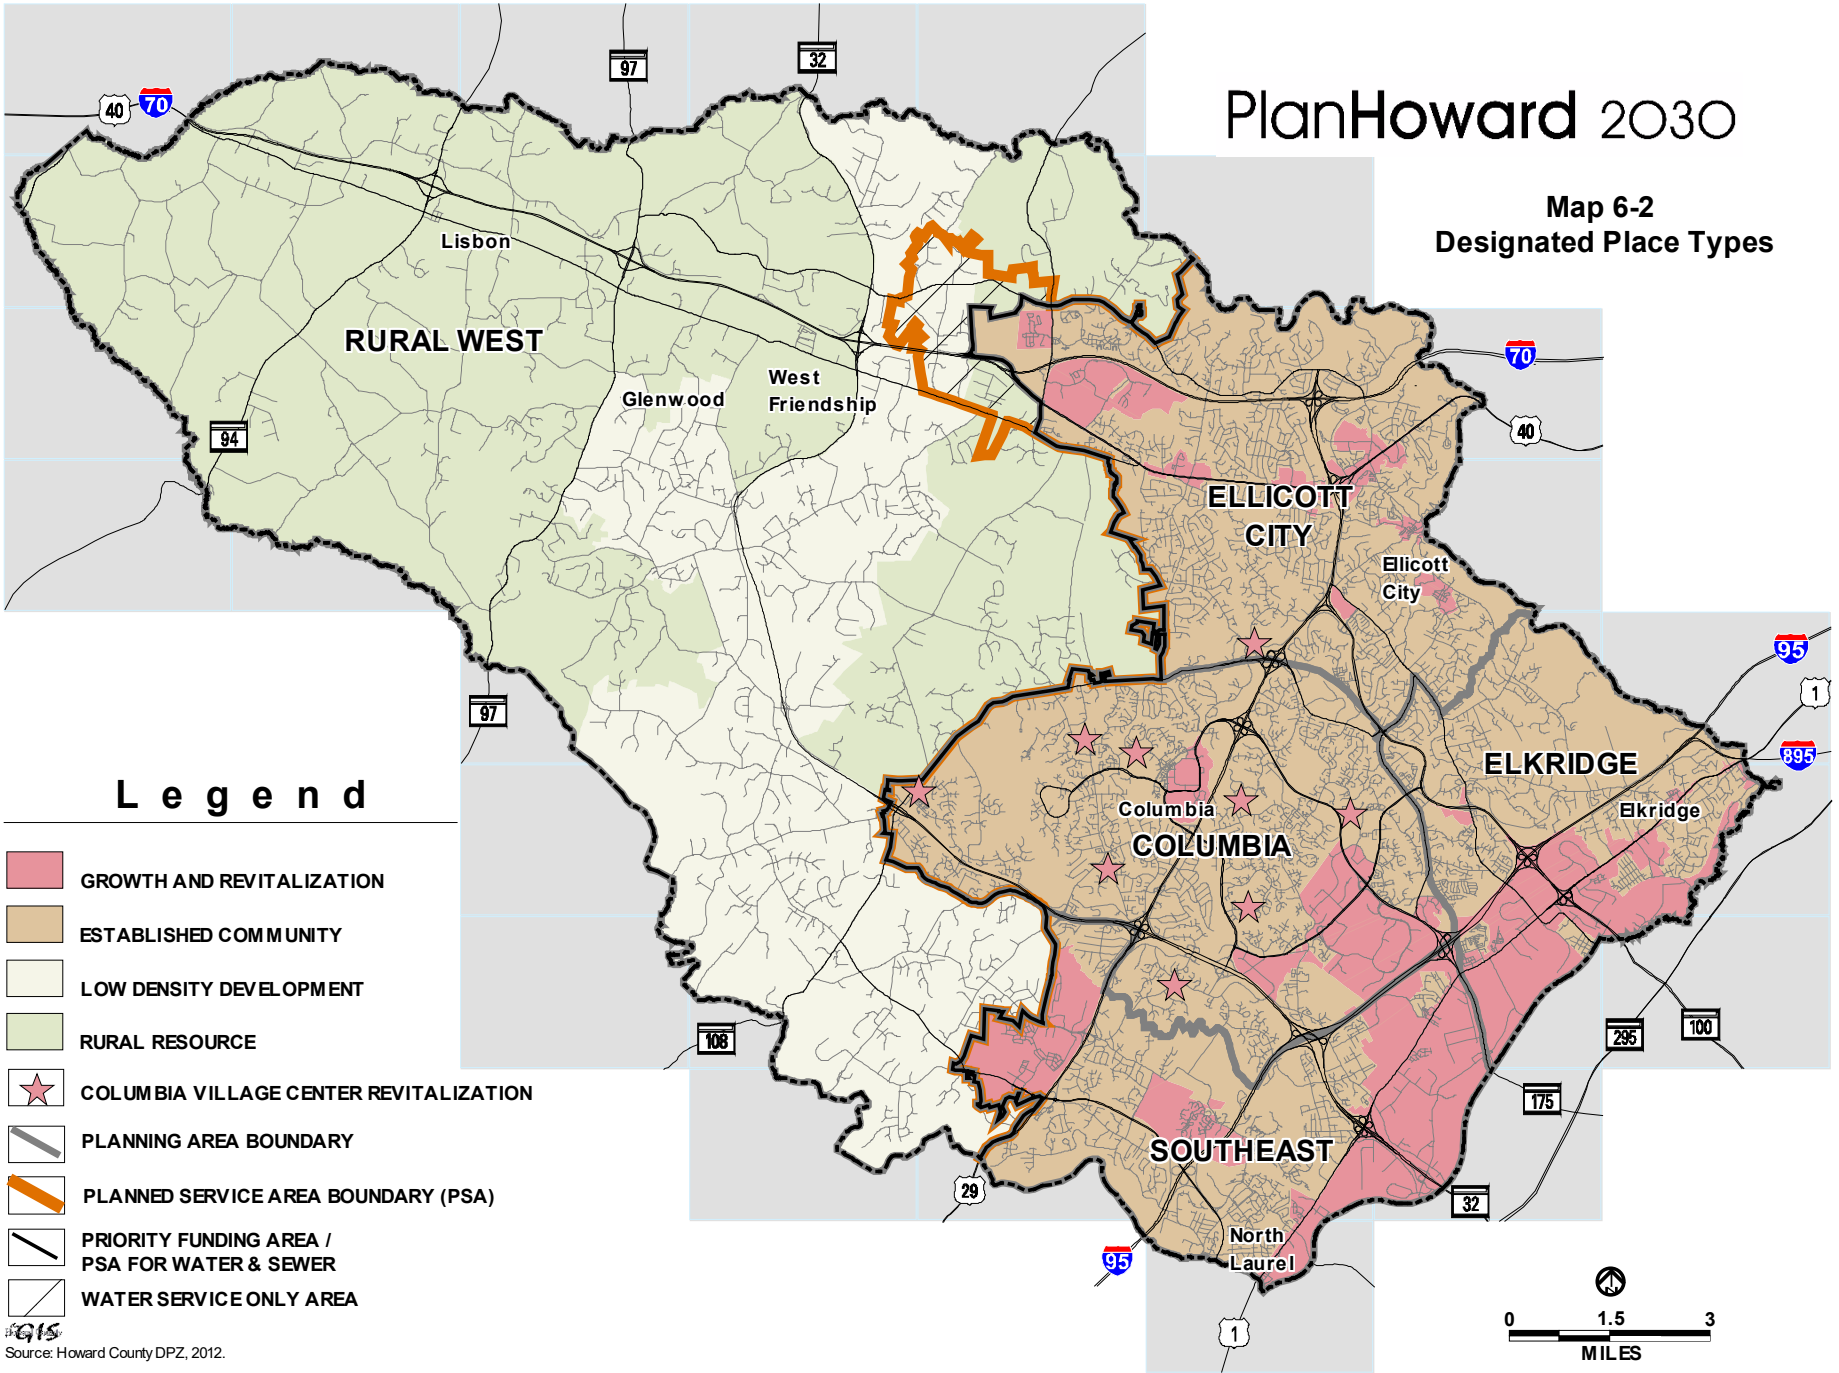 PlanHoward 2030
Map 6-2
Designated Place Types
40
70
97
32
Lisbon
RURAL WEST
Glenwood
West
Friendship
94
70
40
ELLICOTT
CITY
Ellicott
City
95
1
895
97
ELKRIDGE
Elkridge
Columbia
COLUMBIA
108
295
100
175
SOUTHEAST
29
32
North
Laurel
95
1
Legend
GROWTH AND REVITALIZATION
ESTABLISHED COMMUNITY
LOW DENSITY DEVELOPMENT
RURAL RESOURCE
COLUMBIA VILLAGE CENTER REVITALIZATION
PLANNING AREA BOUNDARY
PLANNED SERVICE AREA BOUNDARY (PSA)
PRIORITY FUNDING AREA /
PSA FOR WATER & SEWER
WATER SERVICE ONLY AREA
GIS
Source: Howard County DPZ, 2012.
N
0 1.5 3
MILES